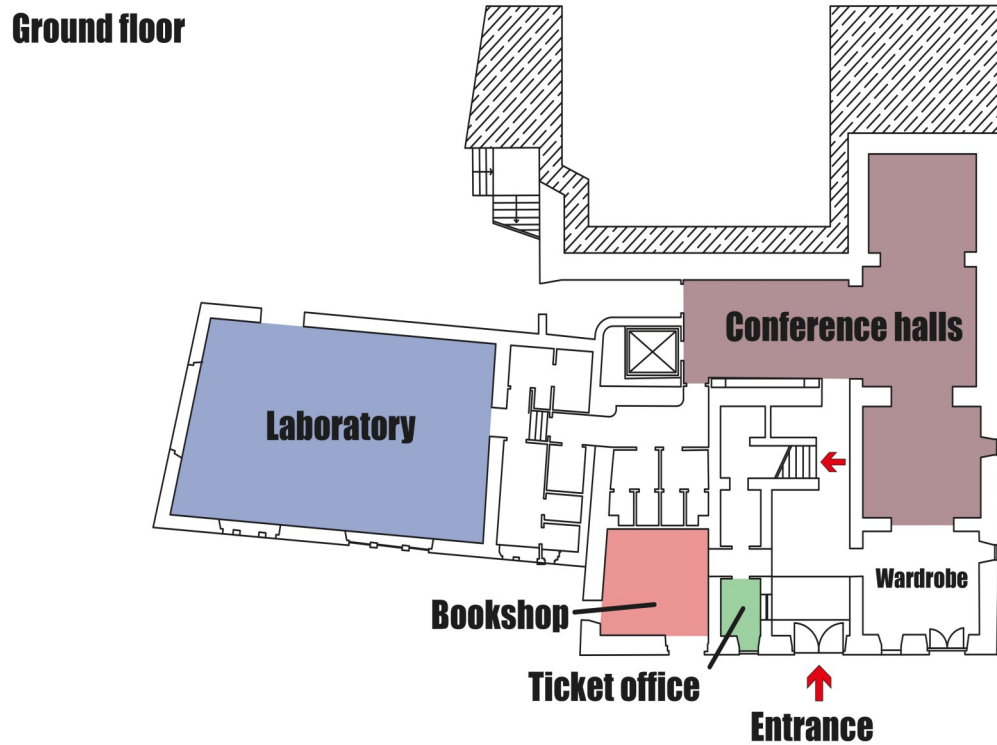 Ground floor
Conference halls
Laboratory
Wardrobe
Bookshop
Ticket office
Entrance